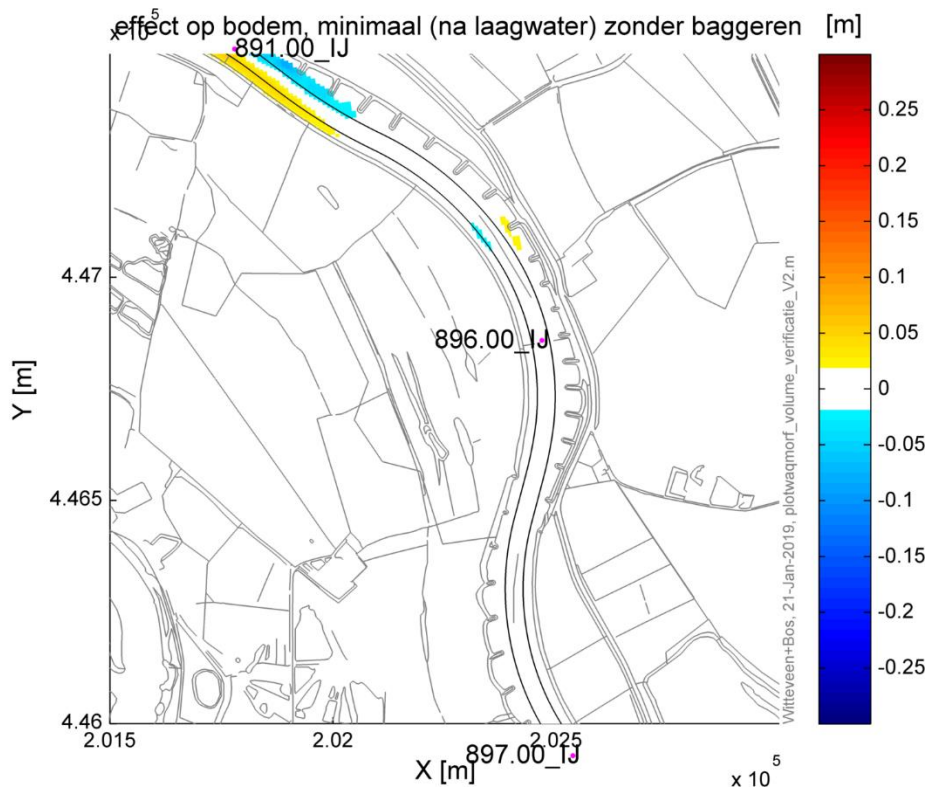 effect op bodem, minimaal (na laagwater) zonder baggeren [m]
x 10^5
891.00_IJ
0.25
0.2
0.15
0.1
4.47
0.05
896.00_IJ
0
-0.05
Y [m]
-0.1
4.465
-0.15
-0.2
-0.25
4.46
2.015 2.02 2.025
897.00_IJ
X [m]
x 10^5
Witteveen+Bos, 21-Jan-2019, plotwaqmorf_volume_verificatie_V2.m